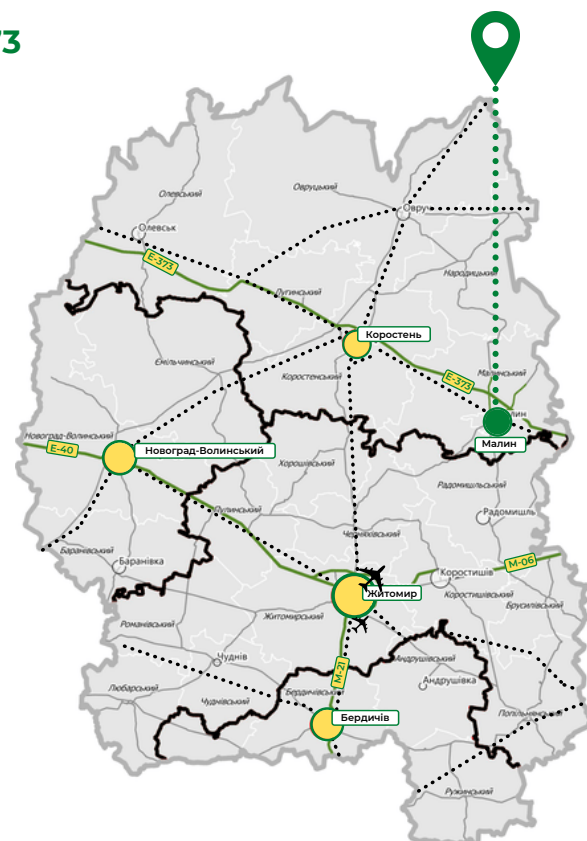 73
Олевський
Овруцький
Овруч
Олевськ
E-373
Народицький
Лугинський
Коростень
Ємільчинський
Малинський
Коростенський
E-373
Малин
Новоград-Волинський
E-40
Новоград-Волинський
Хорошівський
Радомишльський
Пулинський
Радомишль
Черняхівський
Баранівський
Баранівка
M-06
Коростишів
Житомир
Коростишівський
Брусилівський
Житомирський
Романівський
Чуднів
Андрушівський
M-21
Андрушівка
Любарський
Бердичівський
Чуднівський
Бердичів
Попільнянський
Ружинський